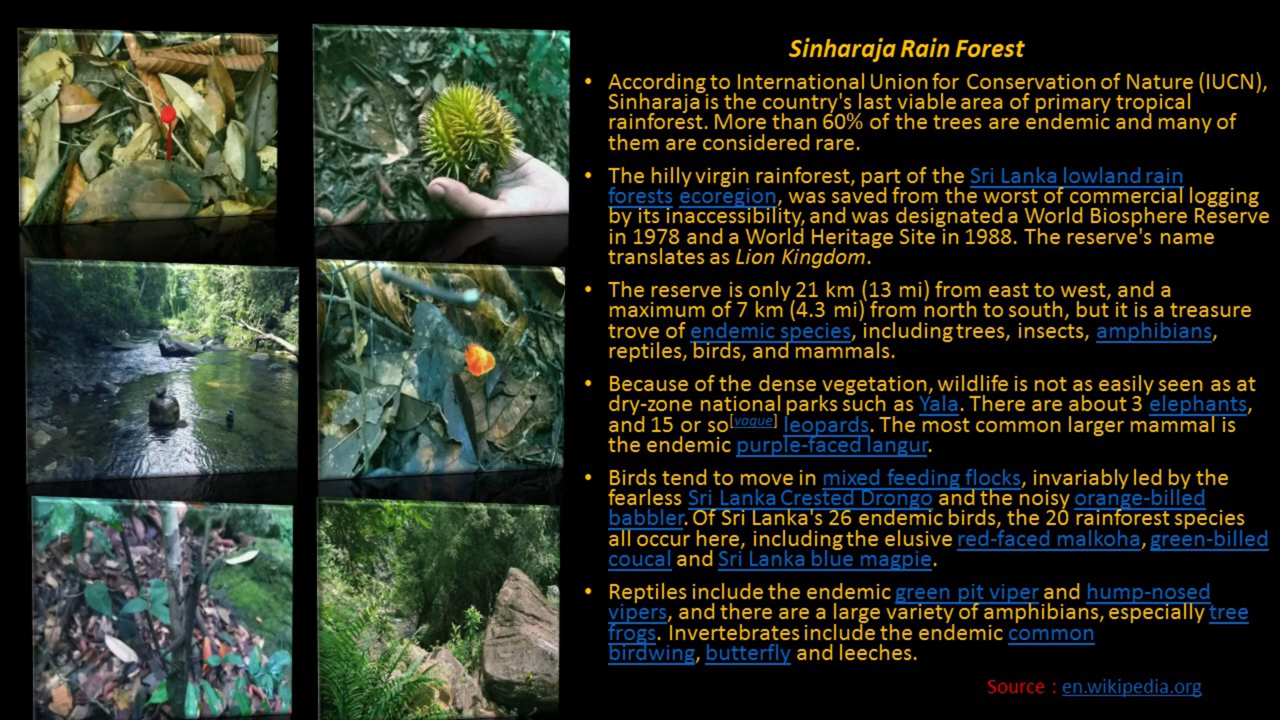 Sinharaja Rain Forest
• According to International Union for Conservation of Nature (IUCN),
Sinharaja is the country's last viable area of primary tropical
rainforest. More than 60% of the trees are endemic and many of
them are considered rare.
• The hilly virgin rainforest, part of the Sri Lanka lowland rain
forests ecoregion, was saved from the worst of commercial logging
by its inaccessibility, and was designated a World Biosphere Reserve
in 1978 and a World Heritage Site in 1988. The reserve's name
translates as Lion Kingdom.
• The reserve is only 21 km (13 mi) from east to west, and a
maximum of 7 km (4.3 mi) from north to south, but it is a treasure
trove of endemic species, including trees, insects, amphibians,
reptiles, birds, and mammals.
• Because of the dense vegetation, wildlife is not as easily seen as at
dry-zone national parks such as Yala. There are about 3 elephants,
and 15 or so[vague] leopards. The most common larger mammal is
the endemic purple-faced langur.
• Birds tend to move in mixed feeding flocks, invariably led by the
fearless Sri Lanka Crested Drongo and the noisy orange-billed
babbler. Of Sri Lanka's 26 endemic birds, the 20 rainforest species
all occur here, including the elusive red-faced malkoha, green-billed
coucal and Sri Lanka blue magpie.
• Reptiles include the endemic green pit viper and hump-nosed
vipers, and there are a large variety of amphibians, especially tree
frogs. Invertebrates include the endemic common
birdwing, butterfly and leeches.
Source : en.wikipedia.org